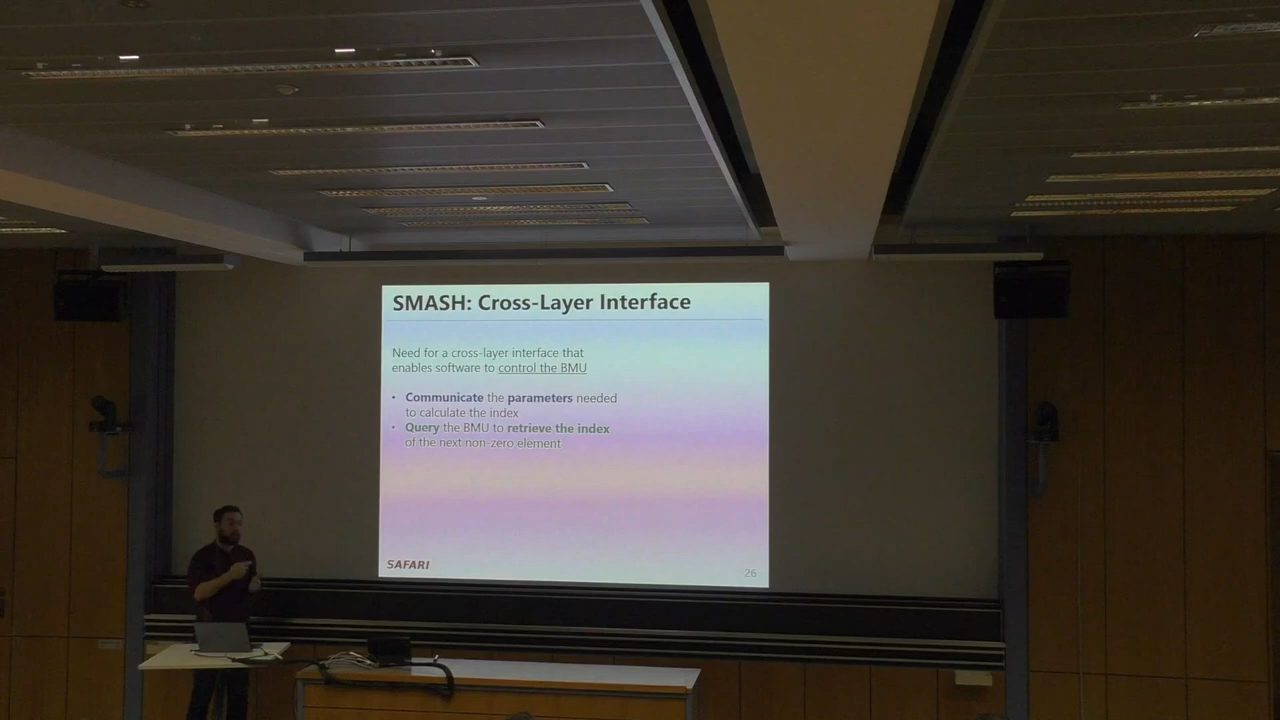 SMASH: Cross-Layer Interface
Need for a cross-layer interface that
enables software to control the BMU
• Communicate the parameters needed
to calculate the index
• Query the BMU to retrieve the index
of the next non-zero element
SAFARI
26